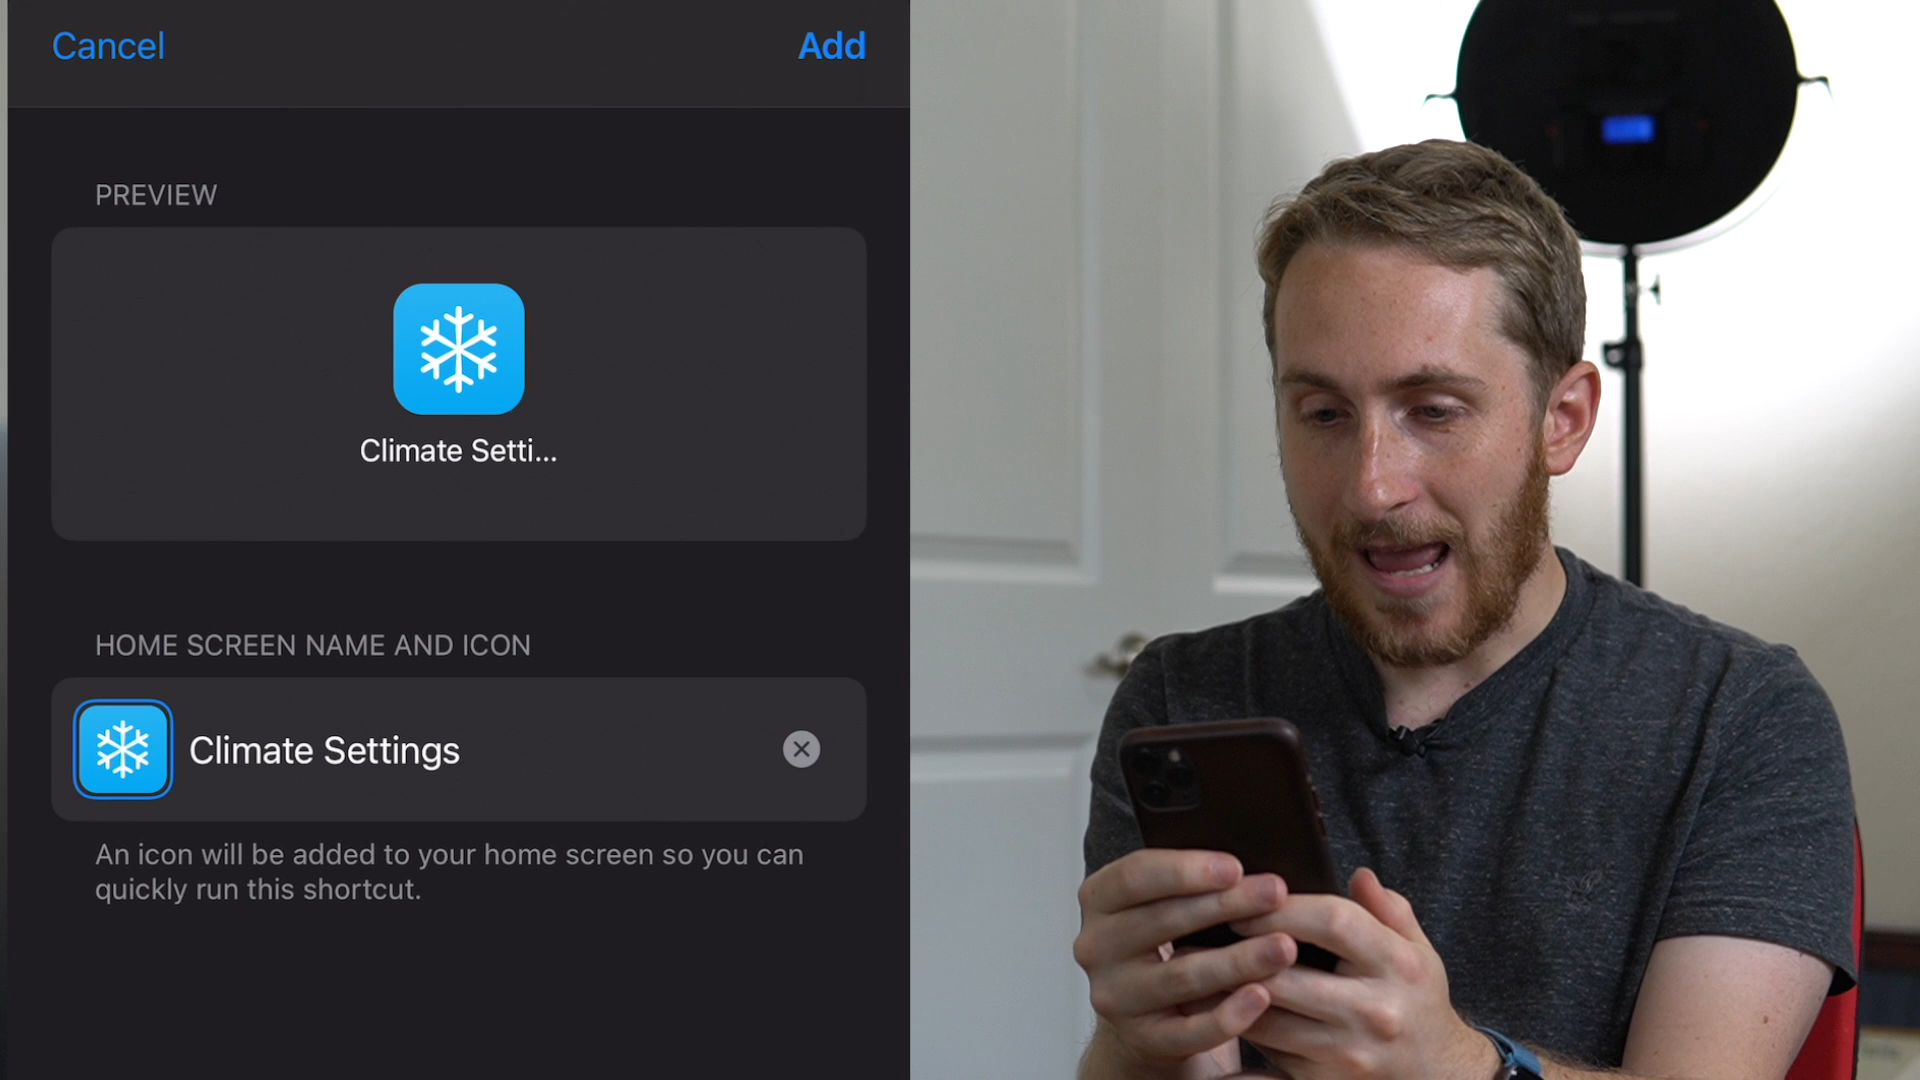 Cancel
Add
PREVIEW
Climate Setti...
HOME SCREEN NAME AND ICON
Climate Settings
An icon will be added to your home screen so you can
quickly run this shortcut.